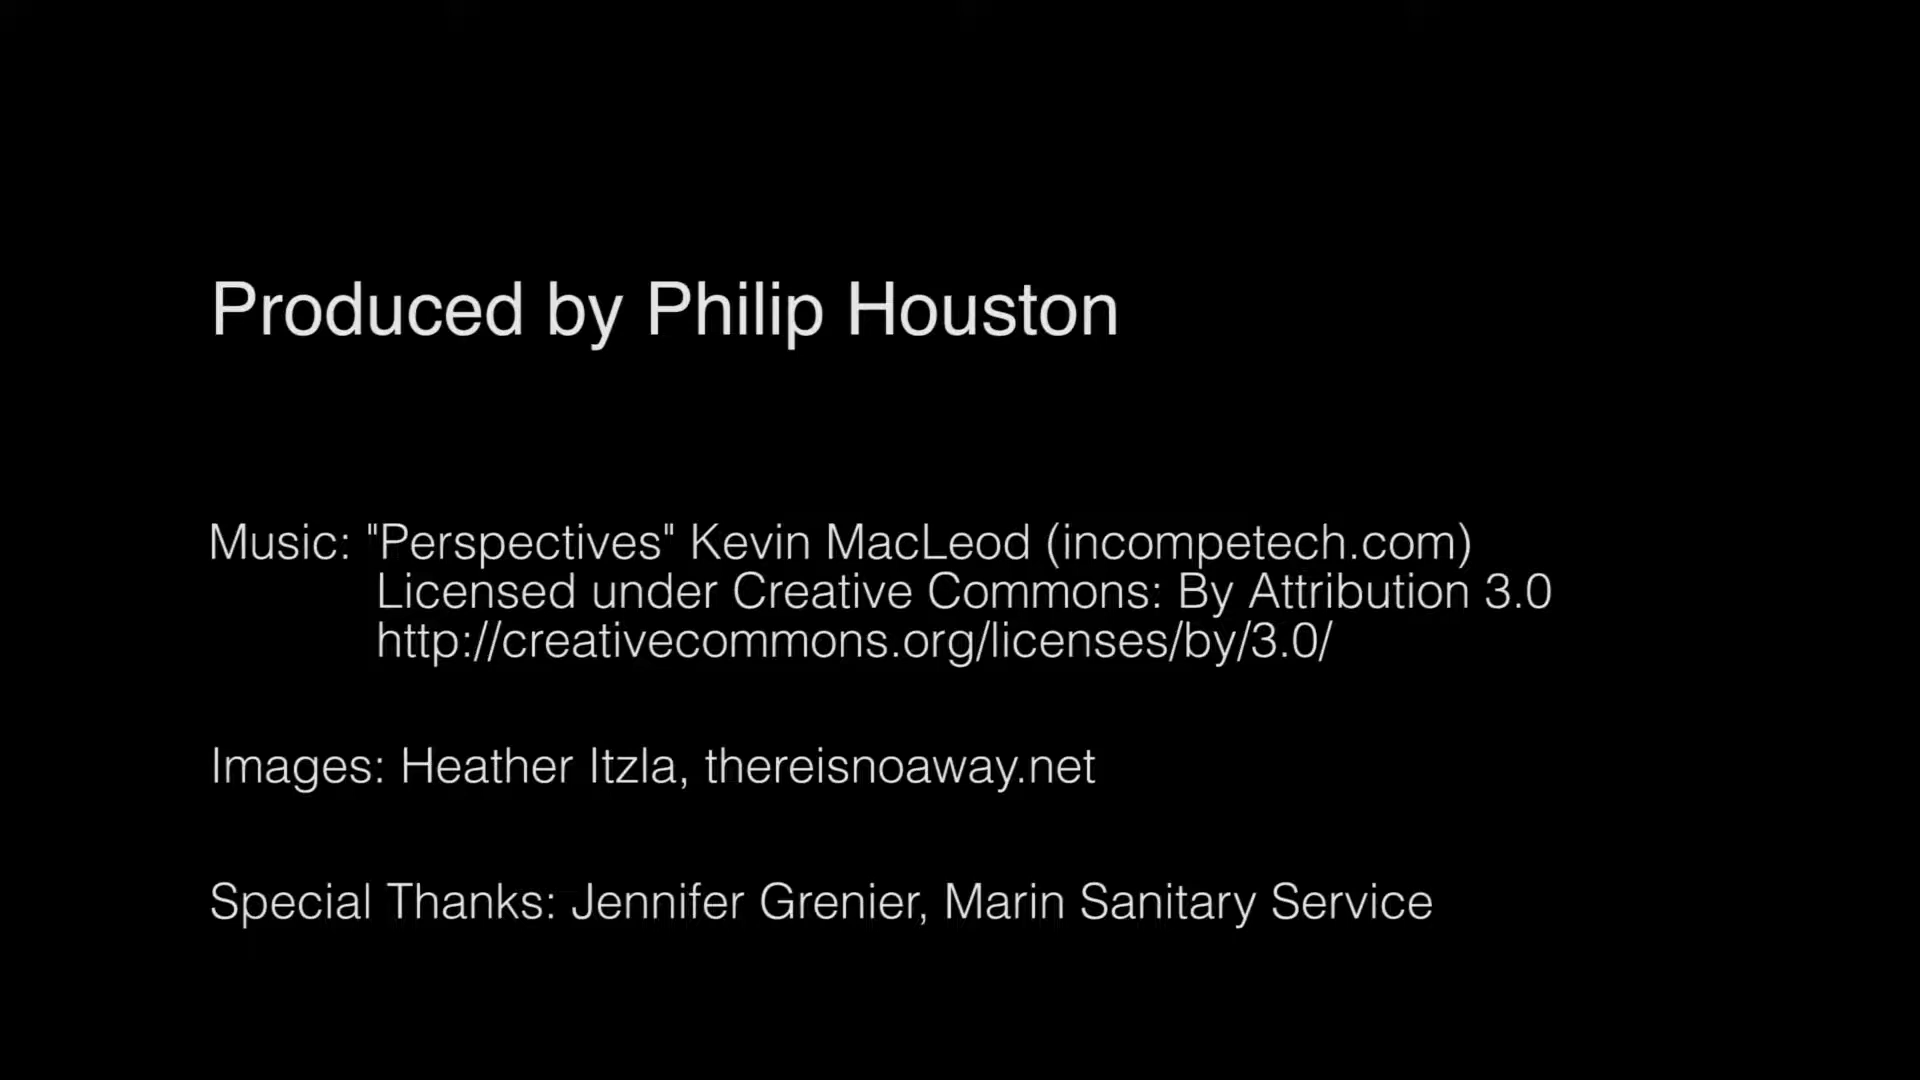 Produced by Philip Houston
Music: "Perspectives" Kevin MacLeod (incompetech.com)
Licensed under Creative Commons: By Attribution 3.0
http://creativecommons.org/licenses/by/3.0/
Images: Heather Itzla, thereisnoaway.net
Special Thanks: Jennifer Grenier, Marin Sanitary Service